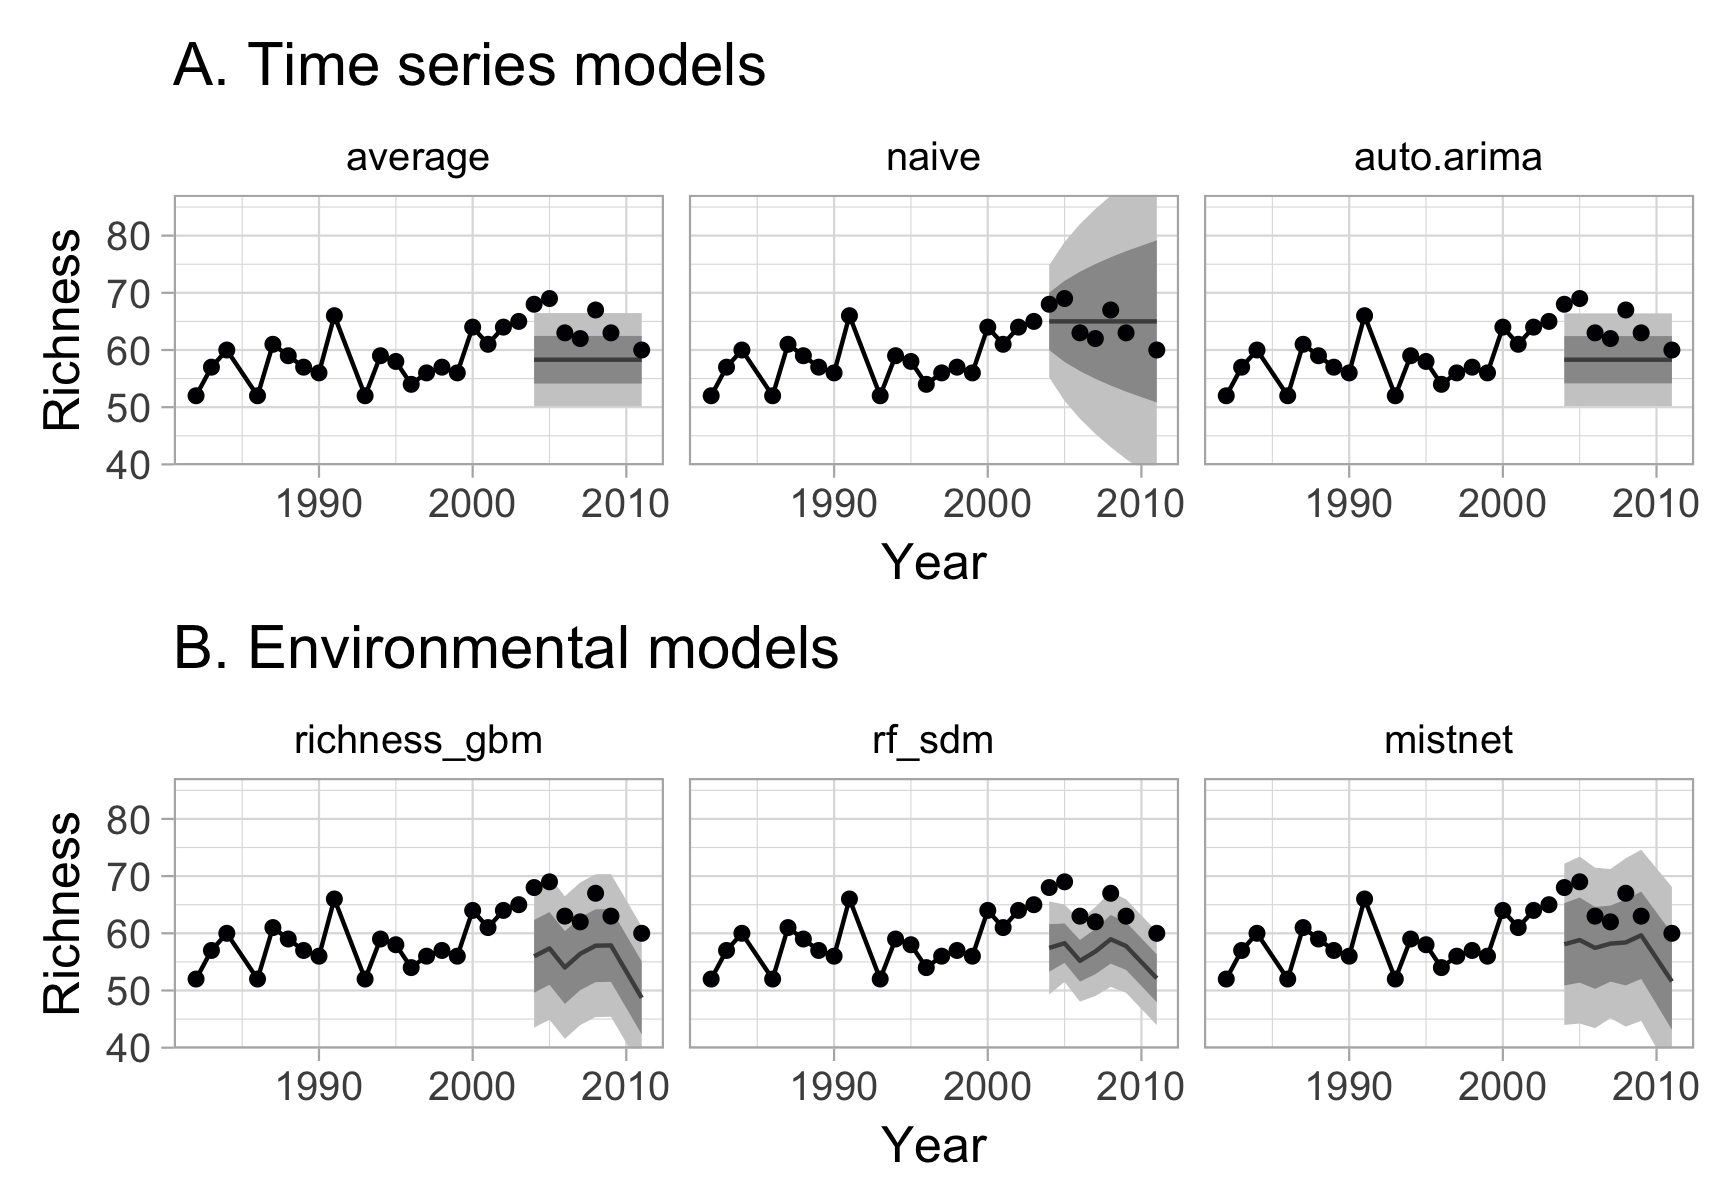 A. Time series models
average naive auto.arima
Richness
80
70
60
50
40
1990 2000 2010 1990 2000 2010 1990 2000 2010
Year
B. Environmental models
richness_gbm rf_sdm mistnet
Richness
80
70
60
50
40
1990 2000 2010 1990 2000 2010 1990 2000 2010
Year